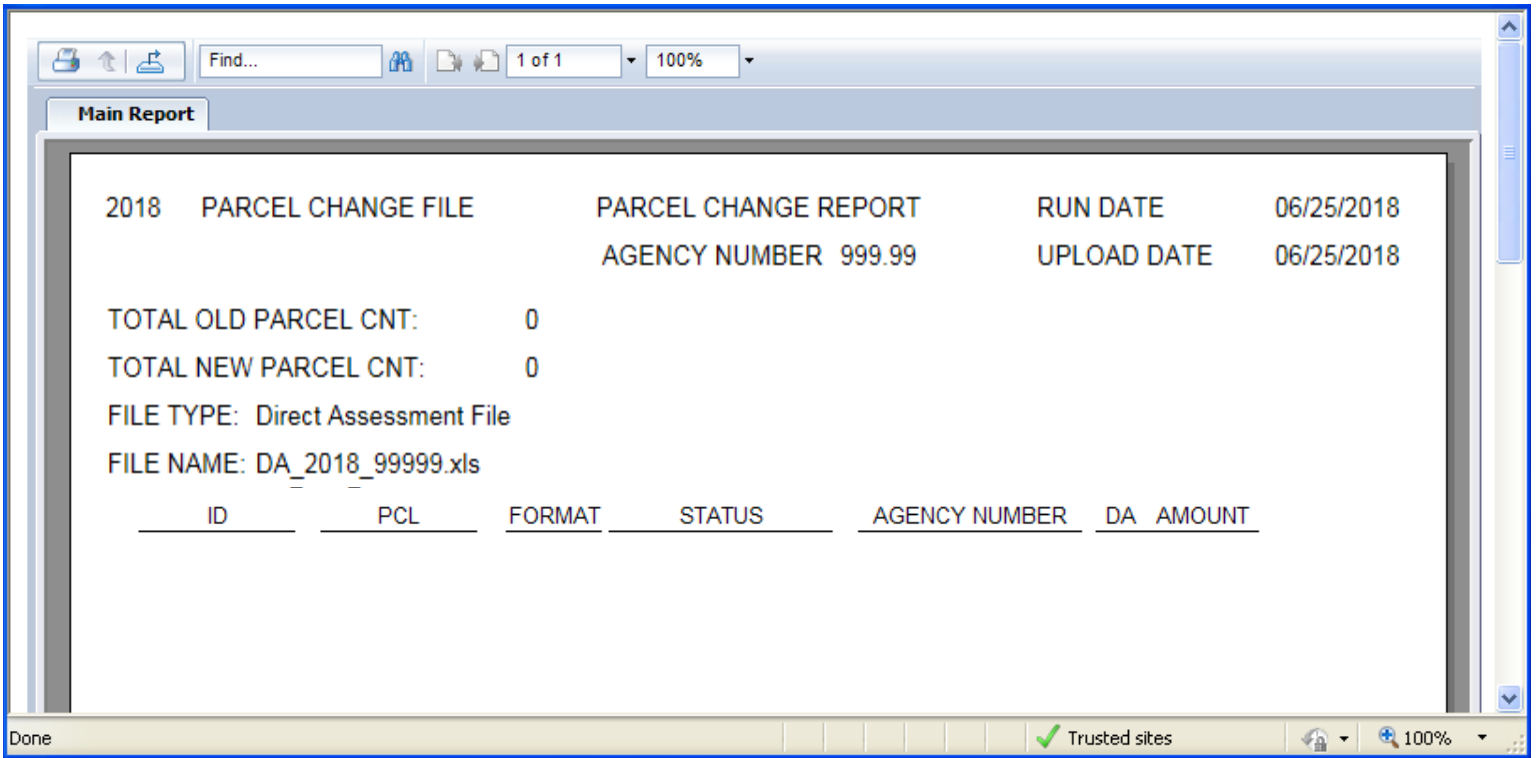 Find... 1 of 1 100%
Main Report
2018 PARCEL CHANGE FILE PARCEL CHANGE REPORT RUN DATE 06/25/2018
AGENCY NUMBER 999.99 UPLOAD DATE 06/25/2018
TOTAL OLD PARCEL CNT: 0
TOTAL NEW PARCEL CNT: 0
FILE TYPE: Direct Assessment File
FILE NAME: DA_2018_99999.xls
ID PCL FORMAT STATUS AGENCY NUMBER DA AMOUNT
Done Trusted sites 100%